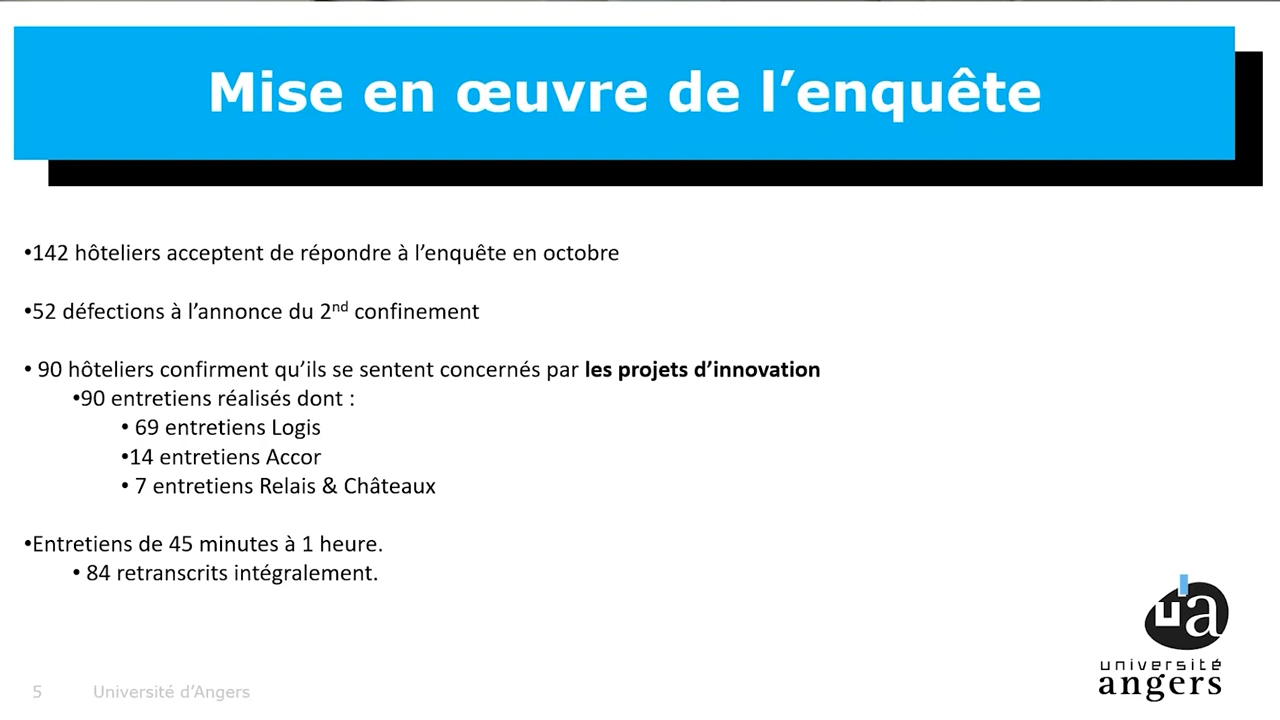 Mise en œuvre de l’enquête
•142 hôteliers acceptent de répondre à l’enquête en octobre
•52 défections à l’annonce du 2nd confinement
• 90 hôteliers confirment qu’ils se sentent concernés par les projets d’innovation
•90 entretiens réalisés dont :
• 69 entretiens Logis
•14 entretiens Accor
• 7 entretiens Relais & Châteaux
•Entretiens de 45 minutes à 1 heure.
• 84 retranscrits intégralement.
ua
université
angers
5 Université d’Angers